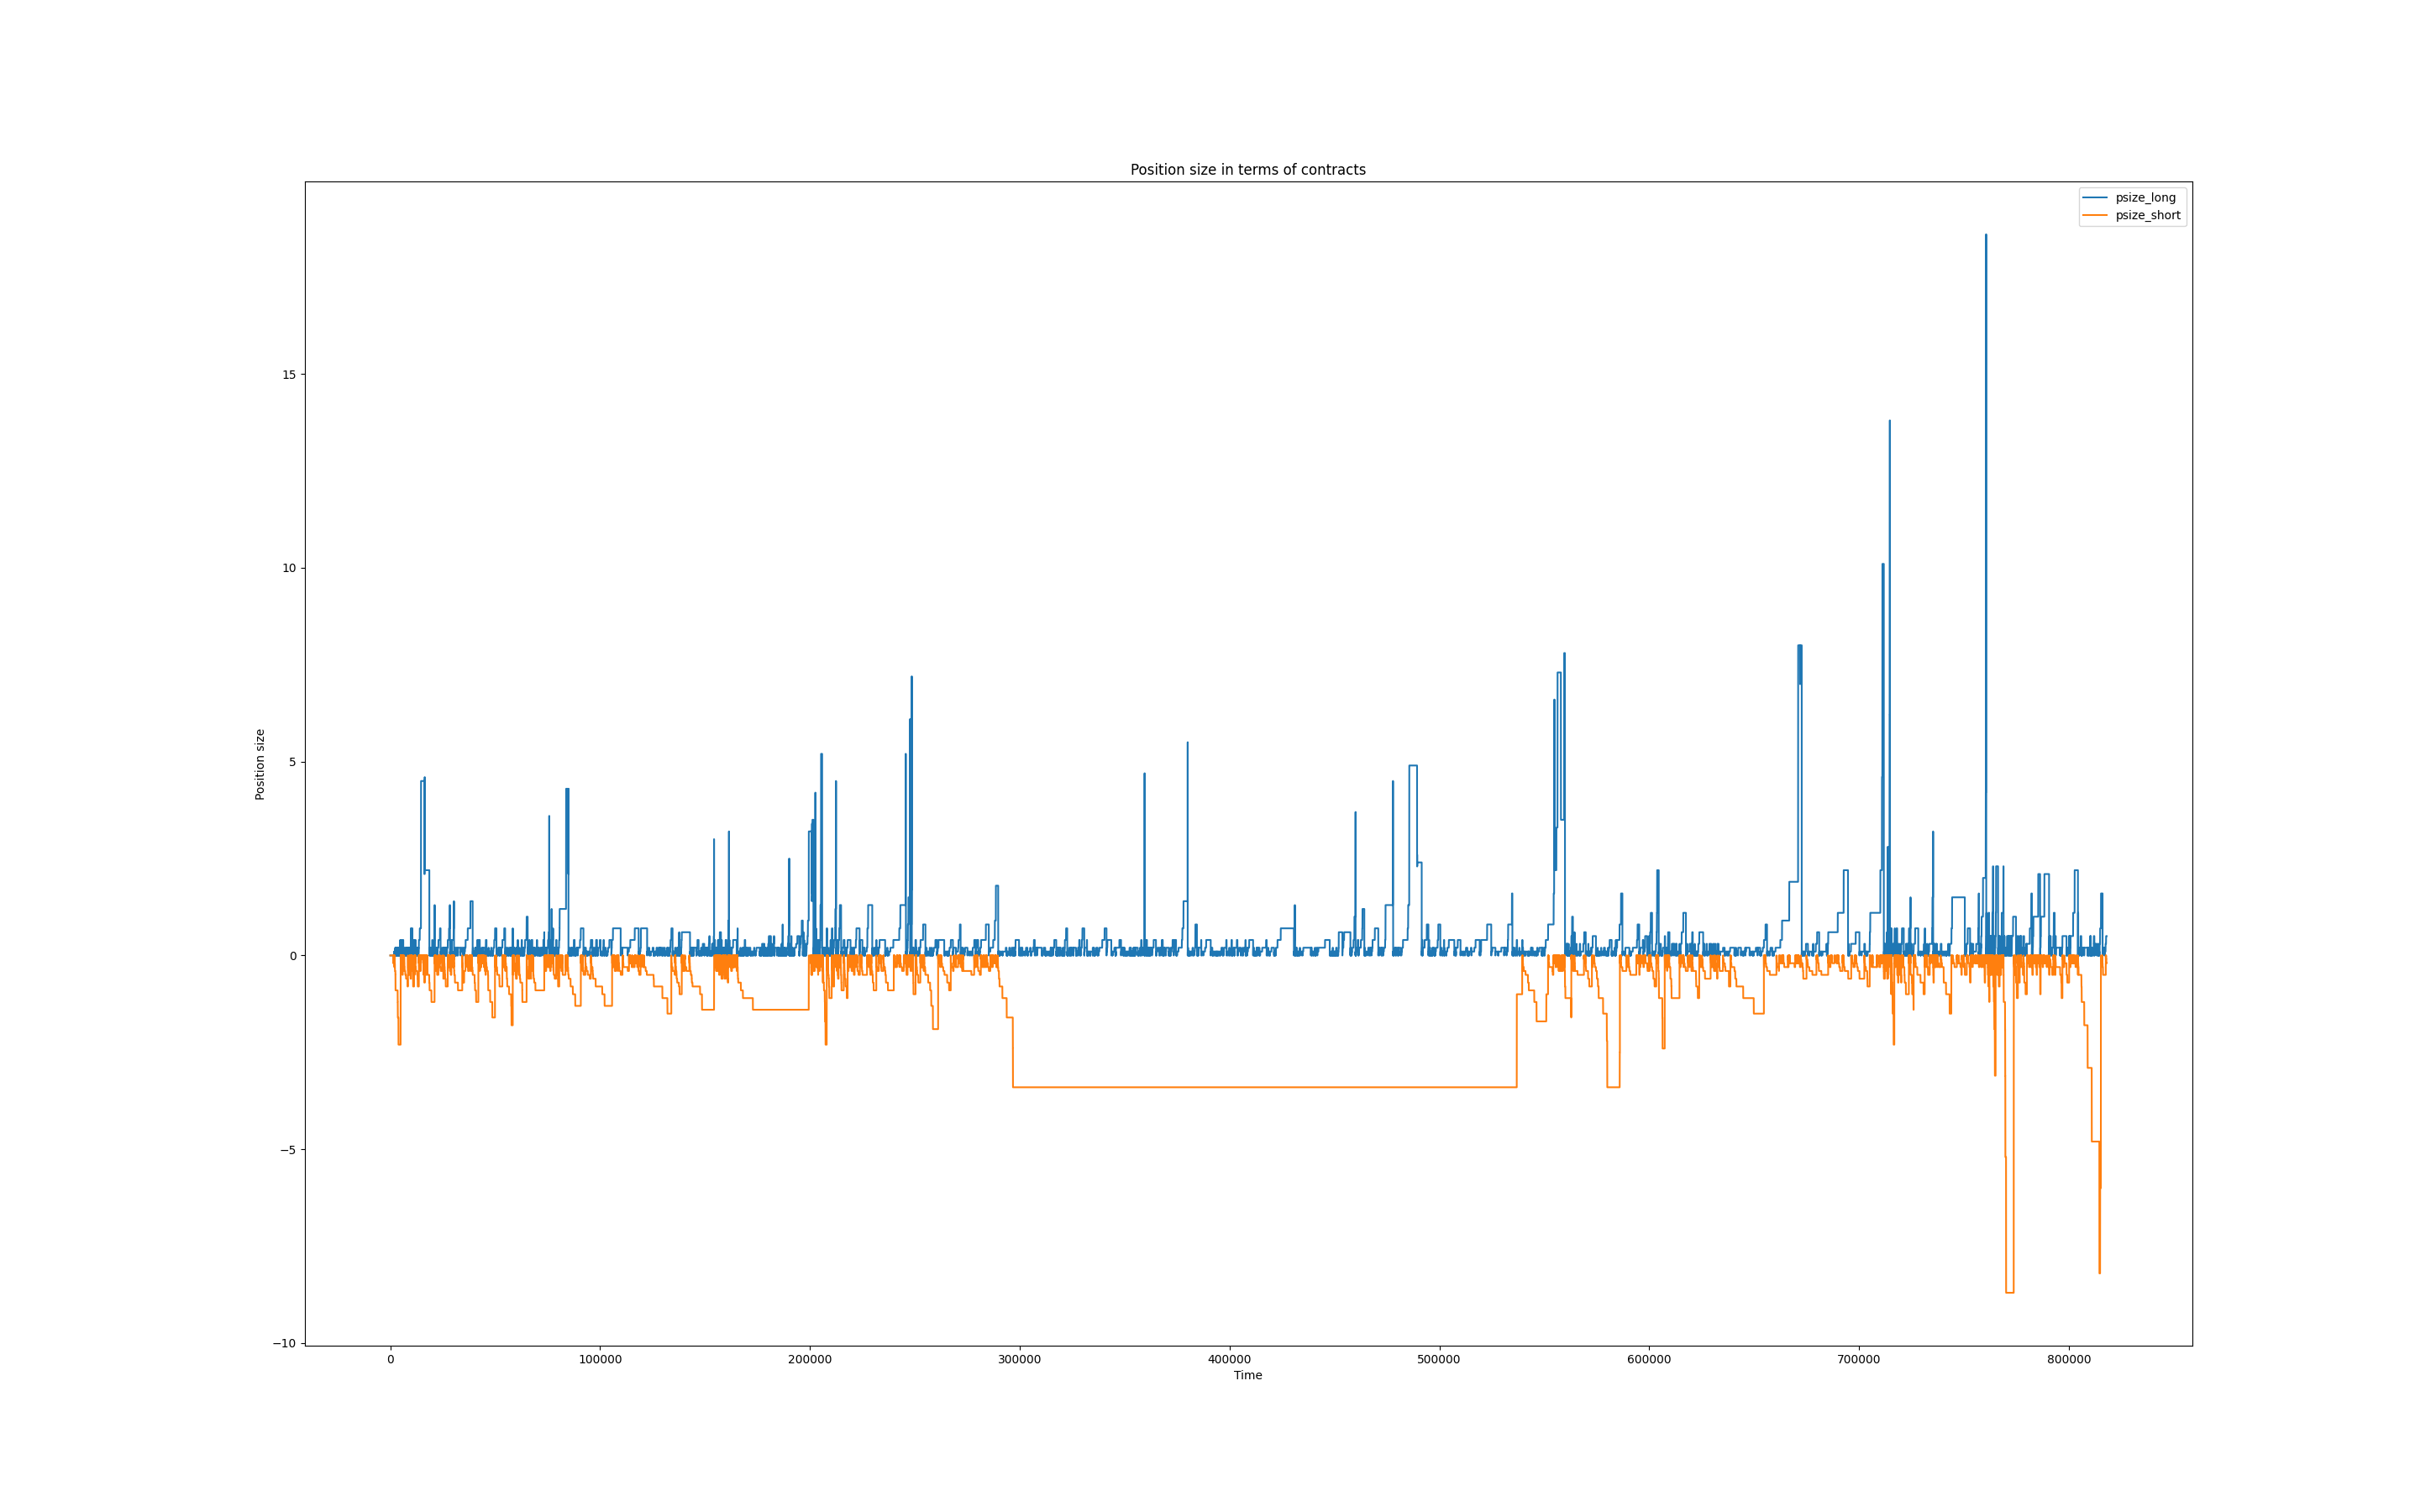 Position size in terms of contracts
psize_long
psize_short
15
10
5
0
−5
−10
Position size
0 100000 200000 300000 400000 500000 600000 700000 800000
Time